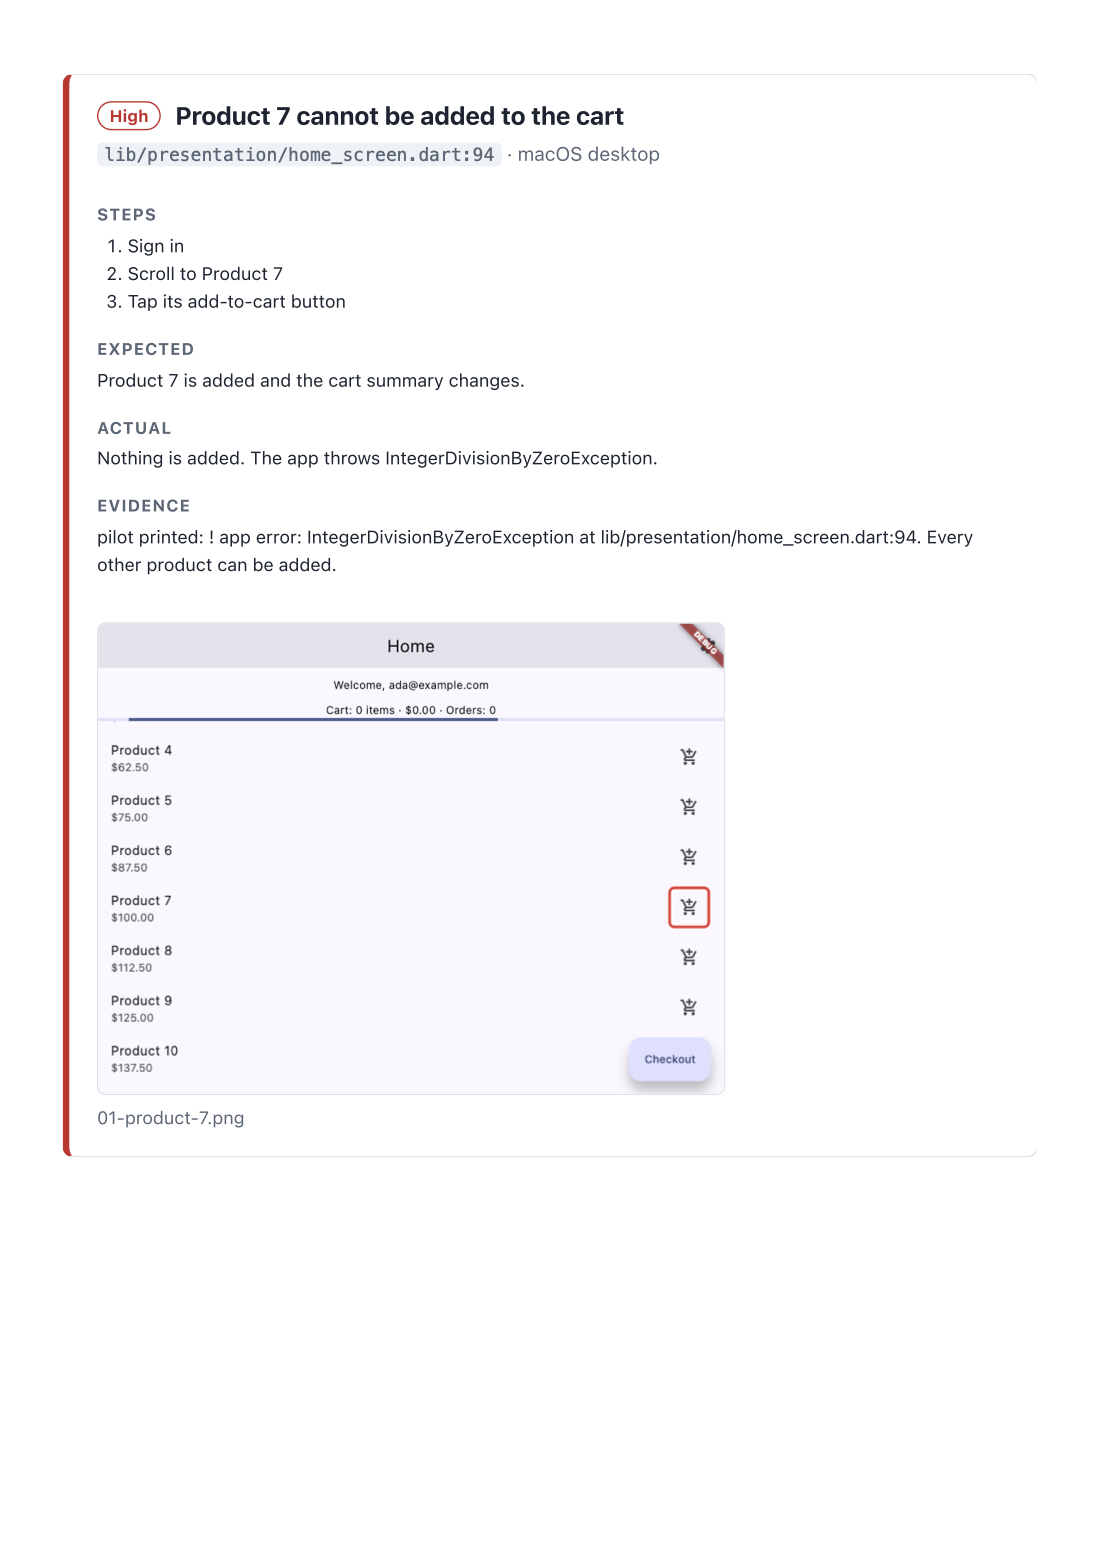 High Product 7 cannot be added to the cart
lib/presentation/home_screen.dart:94 · macOS desktop
STEPS
1. Sign in
2. Scroll to Product 7
3. Tap its add-to-cart button
EXPECTED
Product 7 is added and the cart summary changes.
ACTUAL
Nothing is added. The app throws IntegerDivisionByZeroException.
EVIDENCE
pilot printed: ! app error: IntegerDivisionByZeroException at lib/presentation/home_screen.dart:94. Every
other product can be added.
Home
DEBUG
Welcome, ada@example.com
Cart: 0 items · $0.00 · Orders: 0
Product 4
$62.50
Product 5
$75.00
Product 6
$87.50
Product 7
$100.00
Product 8
$112.50
Product 9
$125.00
Product 10
$137.50
Checkout
01-product-7.png